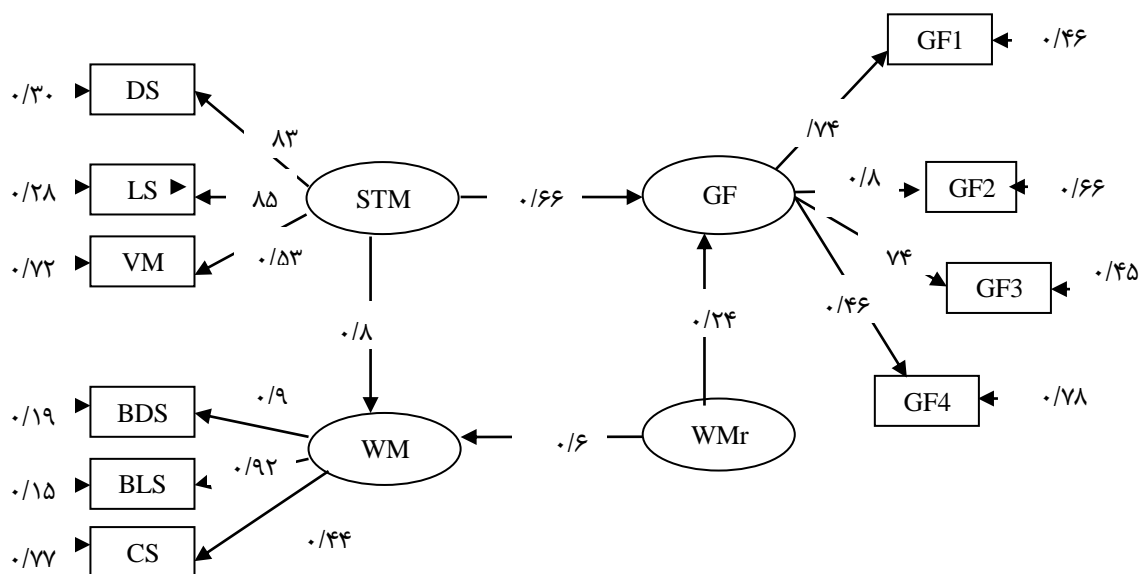 GF1
۰/۴۶
۰/۳۰
DS
۸۳
/۷۴
۰/۲۸
LS
۸۵
STM
۰/۶۶
GF
۰/۸
GF2
۰/۶۶
۰/۷۲
VM
۰/۵۳
۷۴
GF3
۰/۴۵
۰/۴۶
۰/۸
۰/۲۴
۰/۱۹
BDS
۰/۹
GF4
۰/۷۸
WM
۰/۶
WMr
۰/۱۵
BLS
۰/۹۲
۰/۷۷
CS
۰/۴۴